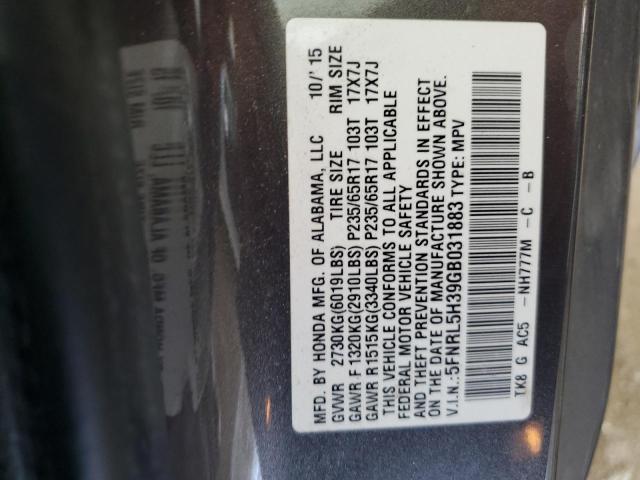 MFD. BY HONDA MFG. OF ALABAMA, LLC 10/'15
GVWR 2730KG(6019LBS) TIRE SIZE RIM SIZE
GAWR F 1320KG(2910LBS) P235/65R17 103T 17X7J
GAWR R 1515KG(3340LBS) P235/65R17 103T 17X7J
THIS VEHICLE CONFORMS TO ALL APPLICABLE
FEDERAL MOTOR VEHICLE SAFETY
AND THEFT PREVENTION STANDARDS IN EFFECT
ON THE DATE OF MANUFACTURE SHOWN ABOVE.
V.I.N.:5FNRL5H39GB031883 TYPE: MPV
TK8 G AC5 -NH777M -C -B